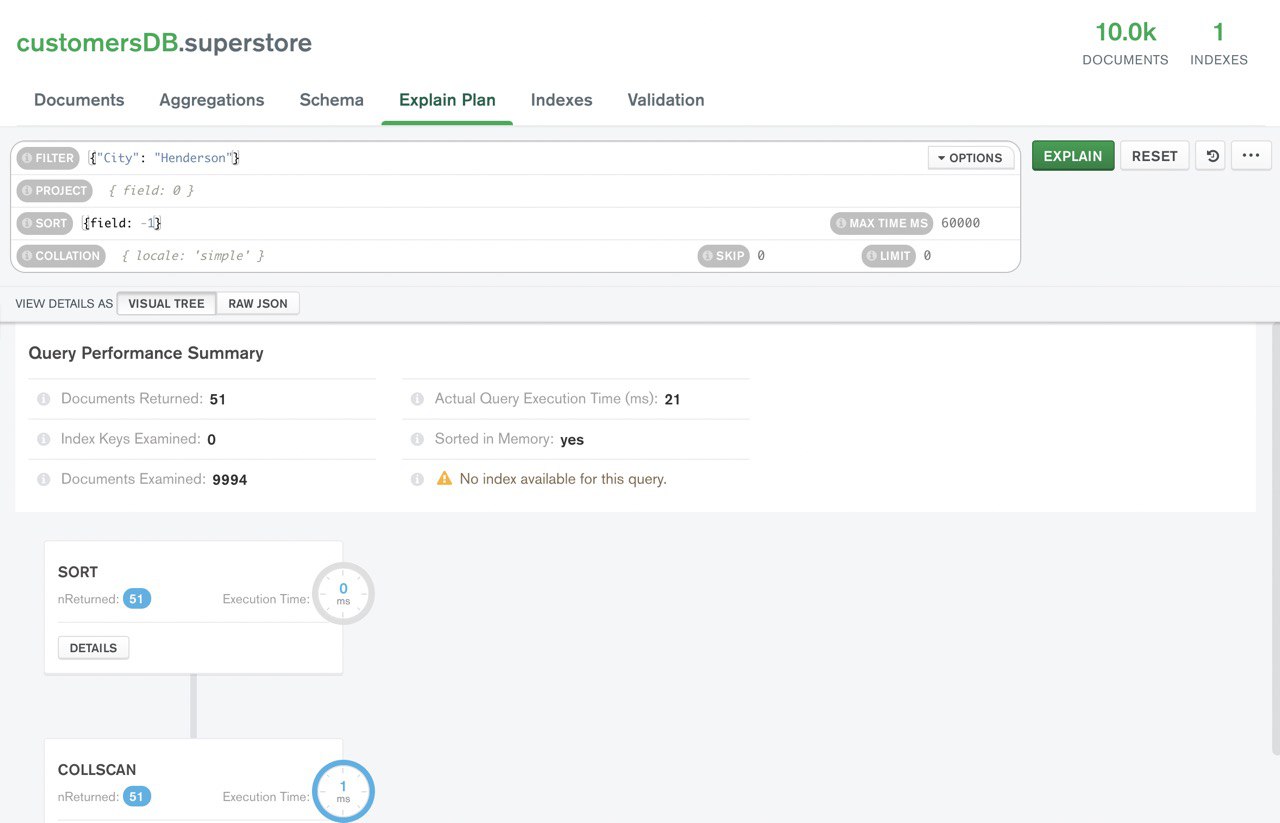 customersDB.superstore
10.0k 1
DOCUMENTS INDEXES
Documents Aggregations Schema Explain Plan Indexes Validation
FILTER {"City": "Henderson"} OPTIONS EXPLAIN RESET
PROJECT { field: 0 }
SORT {field: -1} MAX TIME MS 60000
COLLATION { locale: 'simple' } SKIP 0 LIMIT 0
VIEW DETAILS AS VISUAL TREE RAW JSON
Query Performance Summary
Documents Returned: 51 Actual Query Execution Time (ms): 21
Index Keys Examined: 0 Sorted in Memory: yes
Documents Examined: 9994 No index available for this query.
SORT
nReturned: 51 Execution Time: 0 ms
DETAILS
COLLSCAN
nReturned: 51 Execution Time: 1 ms